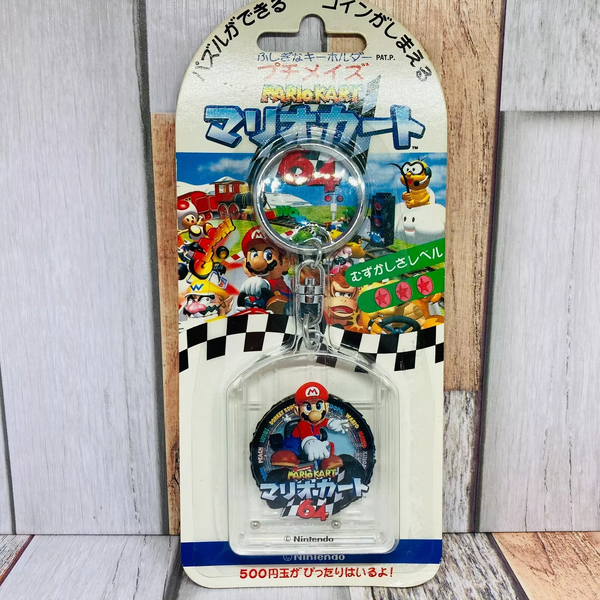 パズルができる コインがしまえる
ふしぎなキーホルダー PAT.P.
プチメイズ
MARIO KART
マリオカート™
64
むずかしさレベル
MARIO KART
マリオカート
64
© Nintendo
© Nintendo
500円玉がぴったりはいるよ!